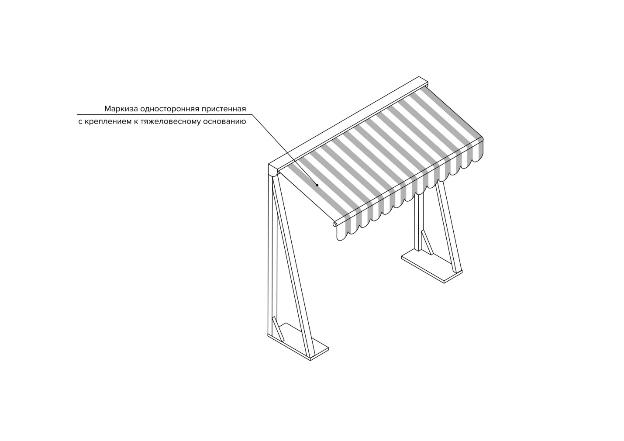 Маркиза односторонняя пристенная
с креплением к тяжеловесному основанию